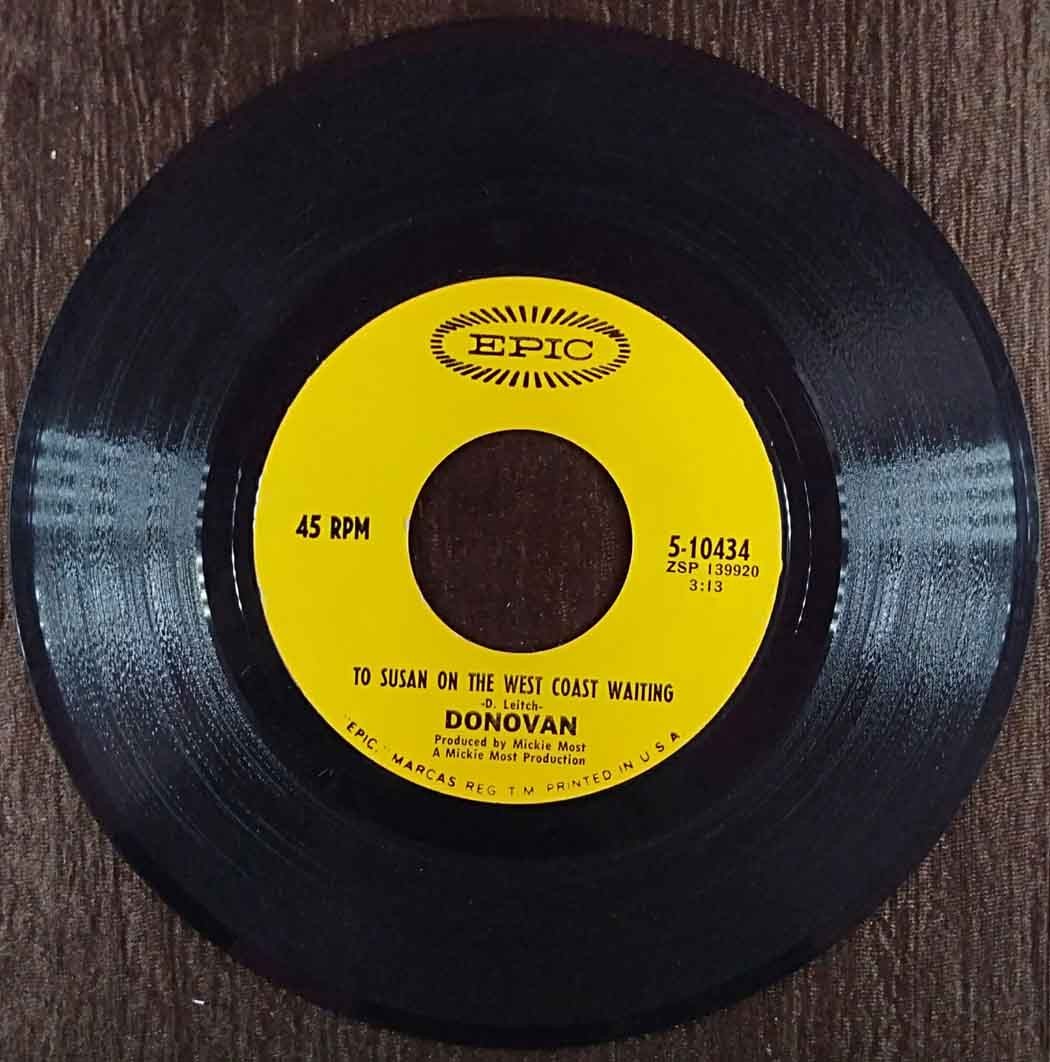 EPIC
45 RPM
5-10434
ZSP 139920
3:13
TO SUSAN ON THE WEST COAST WAITING
-D. Leitch-
DONOVAN
Produced by Mickie Most
A Mickie Most Production
"EPIC," MARCAS REG. T.M. PRINTED IN U.S.A.